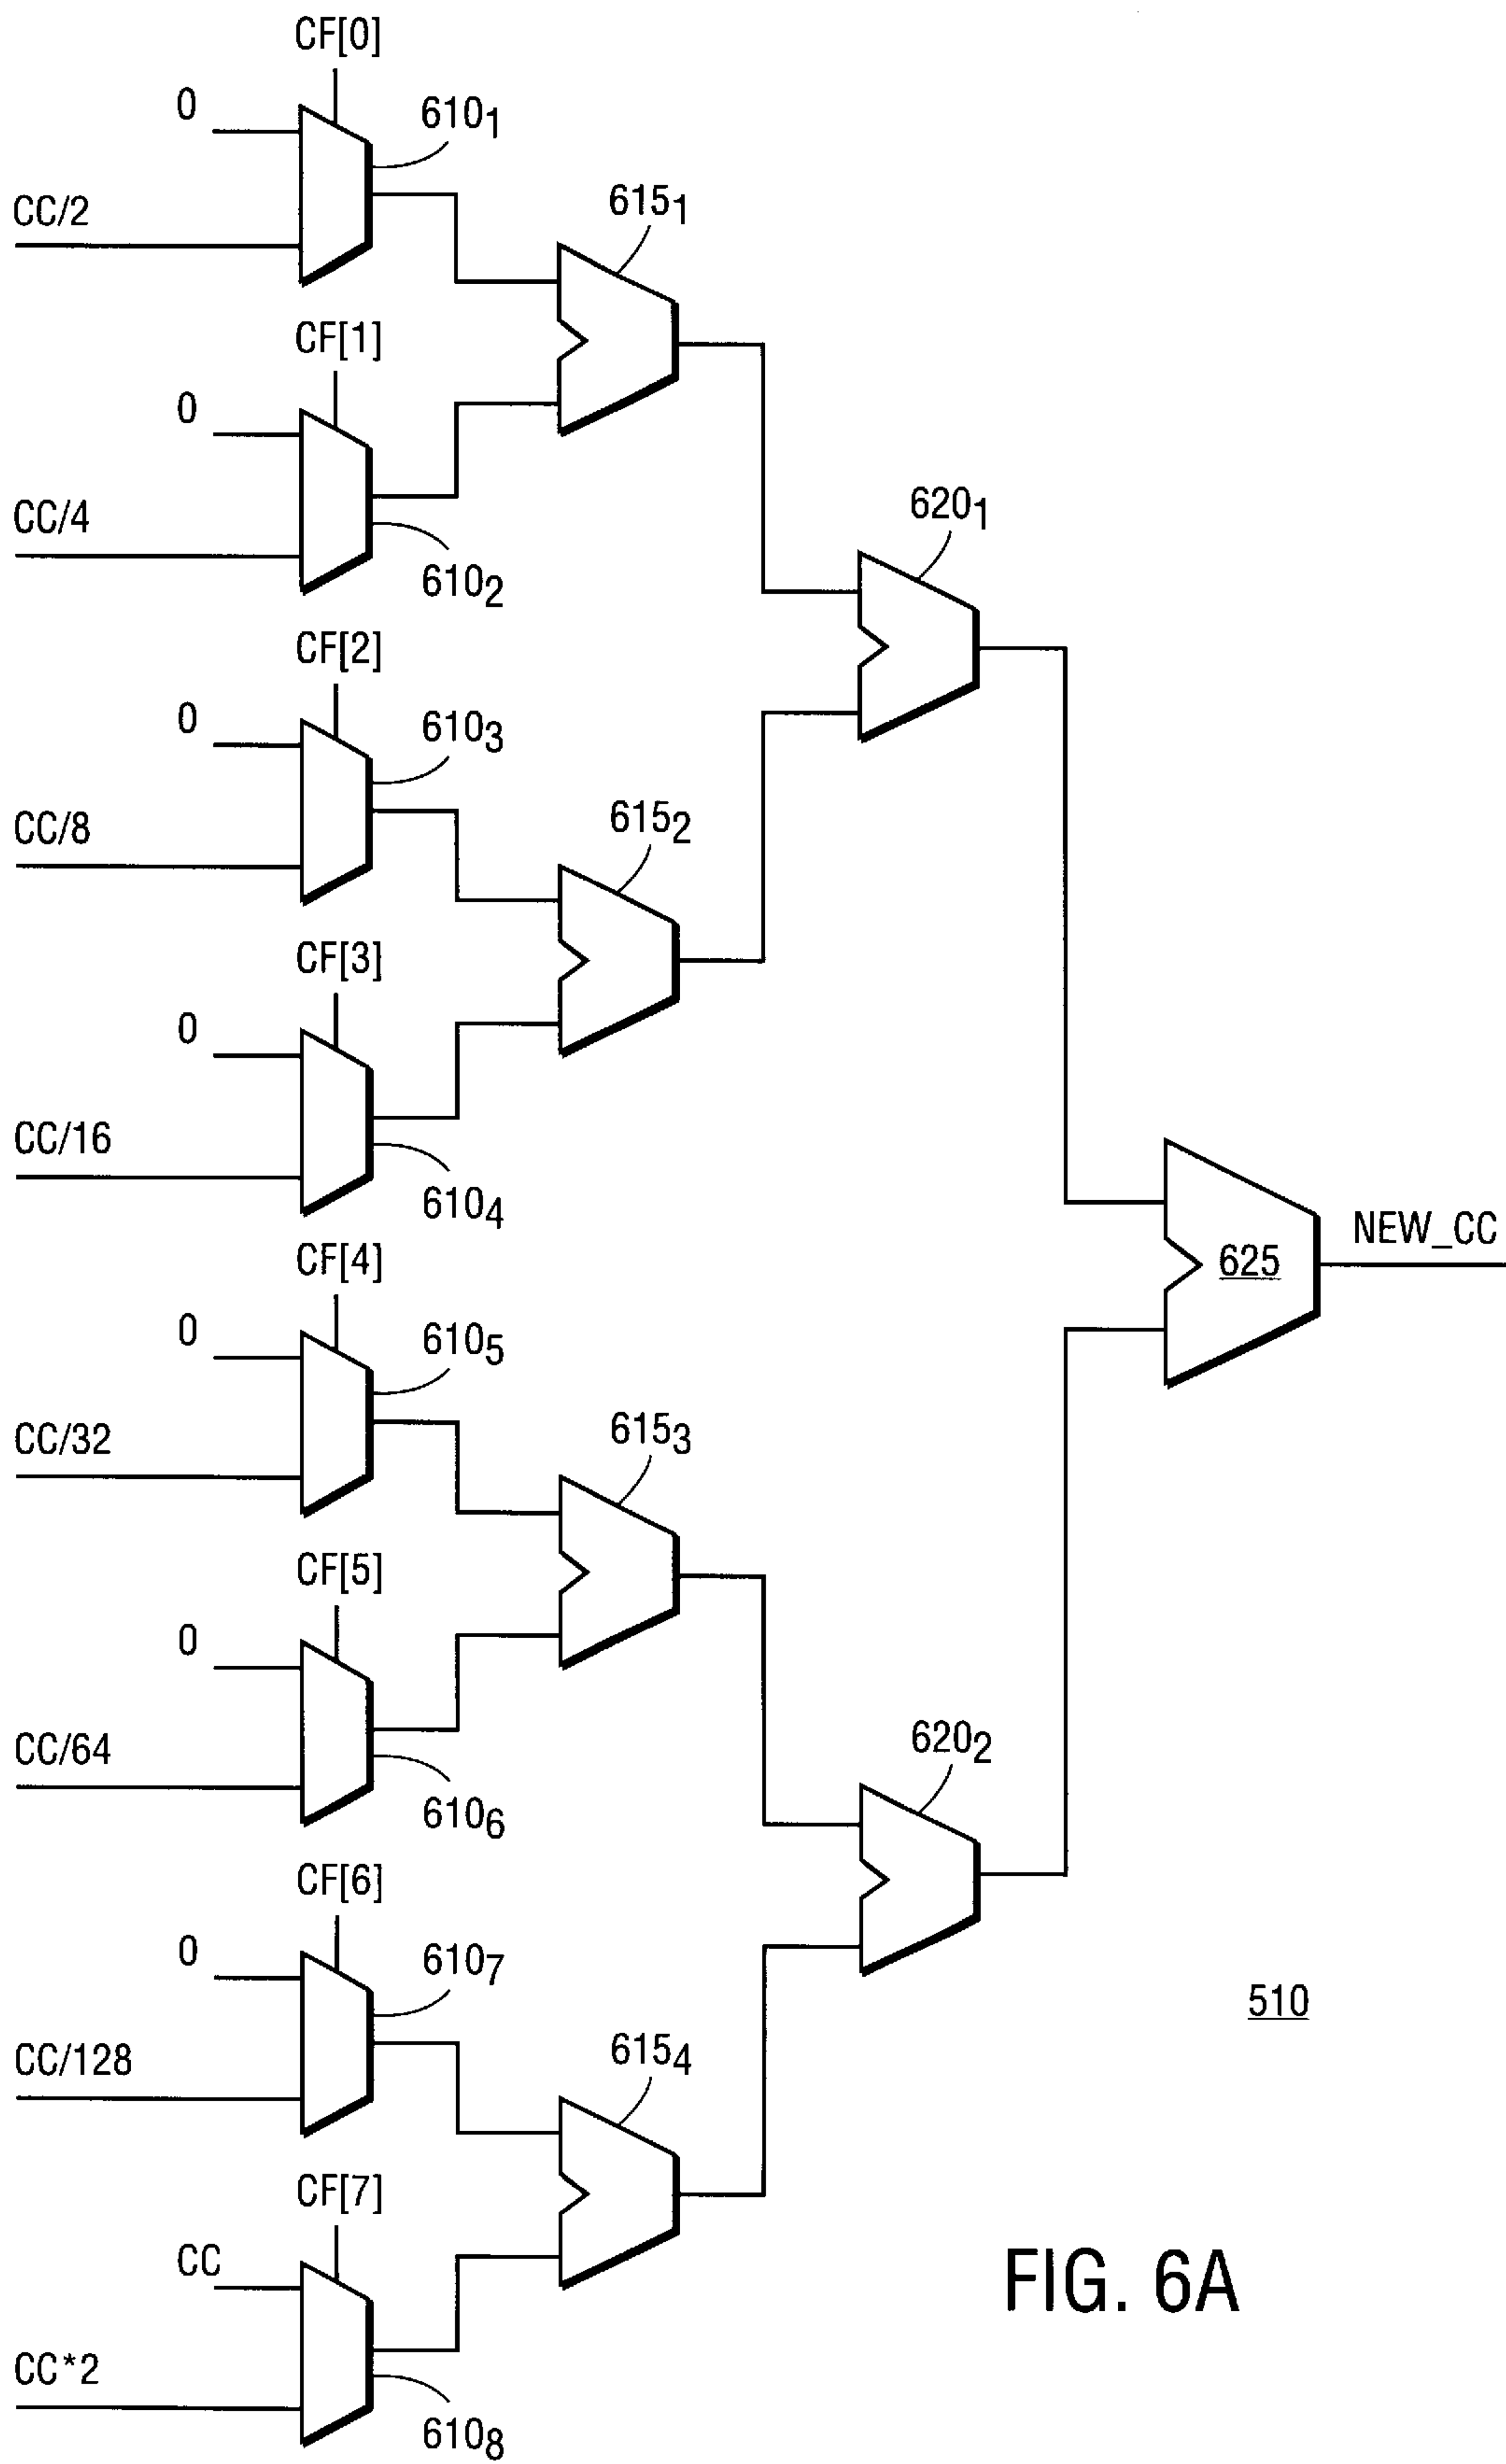 CF[0]
0
610₁
CC/2
615₁
CF[1]
0
CC/4
610₂
620₁
CF[2]
0
610₃
CC/8
615₂
CF[3]
0
CC/16
610₄
625
NEW_CC
CF[4]
0
610₅
CC/32
615₃
CF[5]
0
CC/64
610₆
620₂
CF[6]
0
610₇
CC/128
615₄
510
CF[7]
CC
CC*2
610₈
FIG. 6A